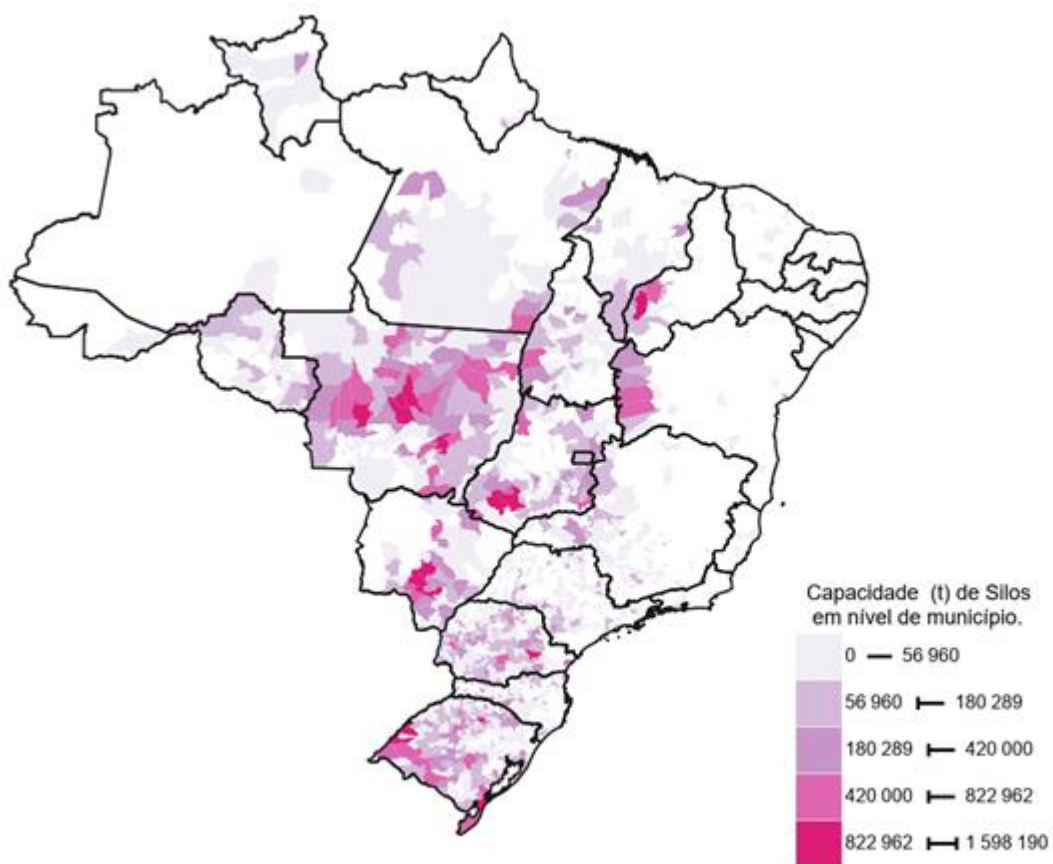 Capacidade (t) de Silos
em nível de município.
0 — 56 960
56 960 ⊢ 180 289
180 289 ⊢ 420 000
420 000 ⊢ 822 962
822 962 ⊢⊣ 1 598 190